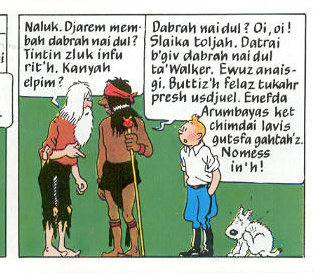 Naluk. Djarem mem-
bah dabrah nai dul?
Tintin zluk infu
rit'h. Kanyah
elpim?
Dabrah nai dul? Oi, oi!
Slaika toljah. Datrai
b'giv dabrah nai dul
ta'Walker. Ewuz anais-
gi. Buttiz'h felaz tukahr
presh usdjuel. Enefda
Arumbayas ket
chimdai lavis
gutsfa gahtah'z.
Nomess
in'h!